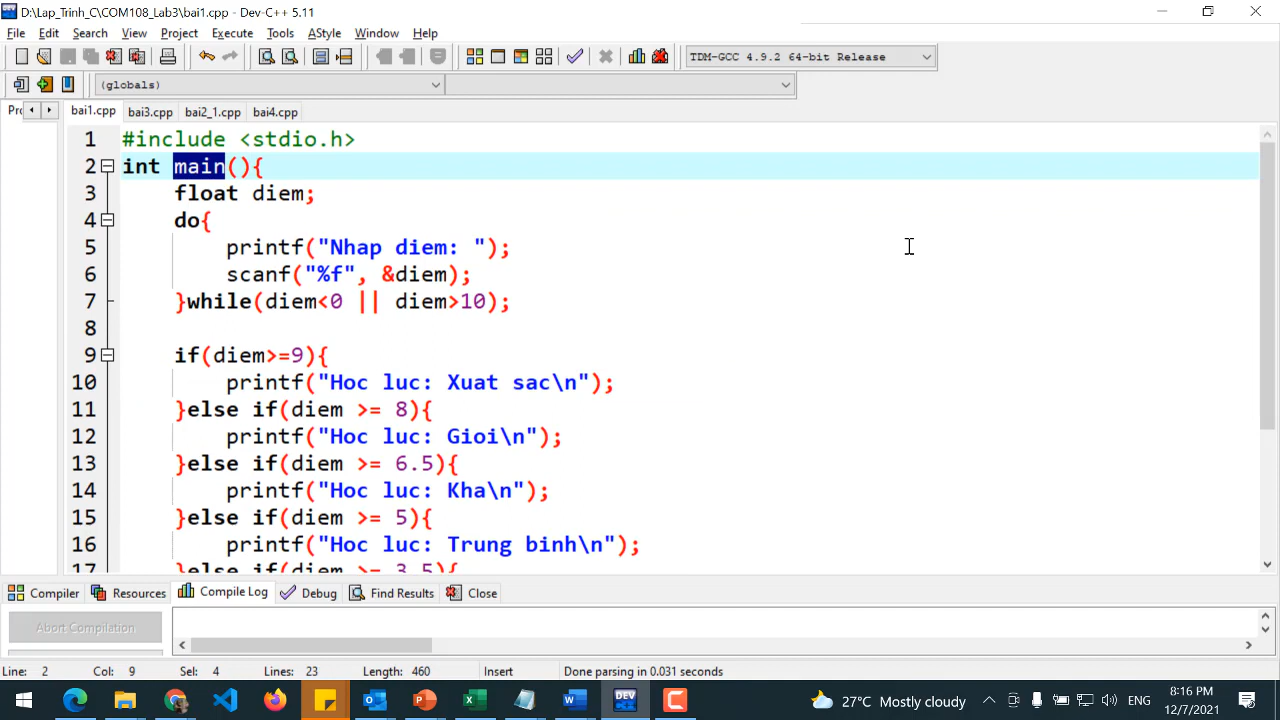 D:\Lap_Trinh_C\COM108_Lab3\bai1.cpp - Dev-C++ 5.11
File Edit Search View Project Execute Tools AStyle Window Help
TDM-GCC 4.9.2 64-bit Release
(globals)
Pr bai1.cpp bai3.cpp bai2_1.cpp bai4.cpp
1 #include <stdio.h>
2 int main(){
3 float diem;
4 do{
5 printf("Nhap diem: ");
6 scanf("%f", &diem);
7 }while(diem<0 || diem>10);
8
9 if(diem>=9){
10 printf("Hoc luc: Xuat sac\n");
11 }else if(diem >= 8){
12 printf("Hoc luc: Gioi\n");
13 }else if(diem >= 6.5){
14 printf("Hoc luc: Kha\n");
15 }else if(diem >= 5){
16 printf("Hoc luc: Trung binh\n");
17 }else if(diem >= 3.5{
Compiler Resources Compile Log Debug Find Results Close
Abort Compilation
Line: 2 Col: 9 Sel: 4 Lines: 23 Length: 460 Insert Done parsing in 0.031 seconds
DEV
27°C Mostly cloudy ENG 8:16 PM
12/7/2021